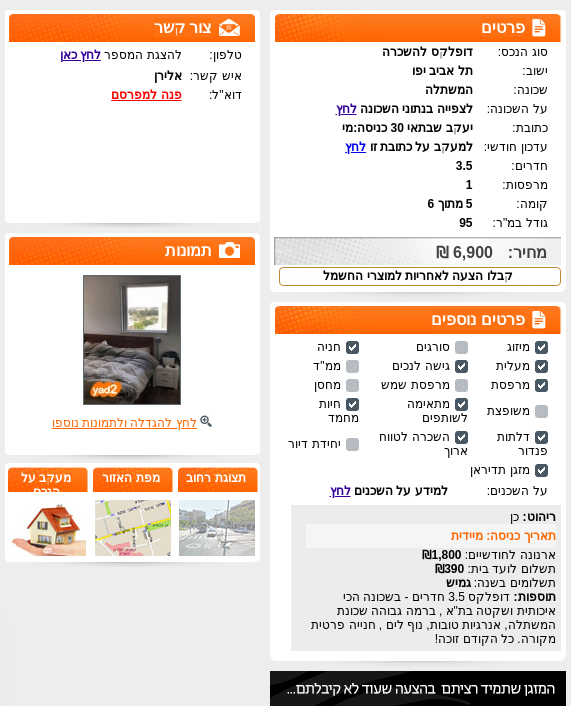 פרטים
סוג הנכס: דופלקס להשכרה
ישוב: תל אביב יפו
שכונה: המשתלה
על השכונה: לצפייה בנתוני השכונה לחץ
כתובת: יעקב שבתאי 30 כניסה:מי
עדכון חודשי: למעקב על כתובת זו לחץ
חדרים: 3.5
מרפסות: 1
קומה: 5 מתוך 6
גודל במ"ר: 95
מחיר: 6,900 ₪
קבלו הצעה לאחריות למוצרי החשמל
פרטים נוספים
מיזוג סורגים חניה
מעלית גישה לנכים ממ"ד
מרפסת מרפסת שמש מחסן
משופצת מתאימה לשותפים חיות מחמד
דלתות פנדור השכרה לטווח ארוך יחידת דיור
מזגן תדיראן
על השכנים: למידע על השכנים לחץ
ריהוט: כן
תאריך כניסה: מיידית
ארנונה לחודשיים: 1,800₪
תשלום לועד בית: 390₪
תשלומים בשנה: גמיש
תוספות: דופלקס 3.5 חדרים - בשכונה הכי
איכותית ושקטה בת"א , ברמה גבוהה שכונת
המשתלה, אנרגיות טובות, נוף לים , חנייה פרטית
מקורה. כל הקודם זוכה!
המזגן שתמיד רציתם בהצעה שעוד לא קיבלתם...
צור קשר
טלפון: להצגת המספר לחץ כאן
איש קשר: אלירן
דוא"ל: פנה למפרסם
תמונות
yad2
לחץ להגדלה ולתמונות נוספו
תצוגת רחוב מפת האזור מעקב על
הנכס